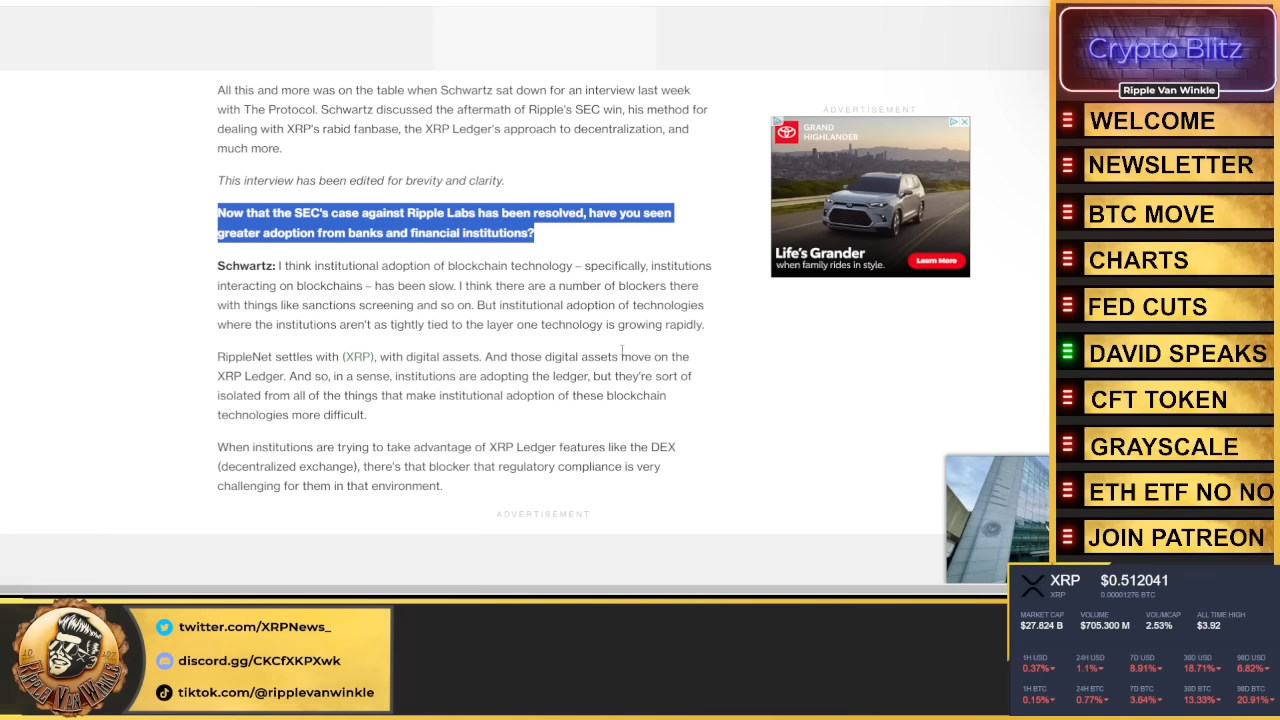 All this and more was on the table when Schwartz sat down for an interview last week
with The Protocol. Schwartz discussed the aftermath of Ripple's SEC win, his method for
dealing with XRP's rabid fanbase, the XRP Ledger's approach to decentralization, and
much more.
This interview has been edited for brevity and clarity.
Now that the SEC's case against Ripple Labs has been resolved, have you seen
greater adoption from banks and financial institutions?
Schwartz: I think institutional adoption of blockchain technology – specifically, institutions
interacting on blockchains – has been slow. I think there are a number of blockers there
with things like sanctions screening and so on. But institutional adoption of technologies
where the institutions aren't as tightly tied to the layer one technology is growing rapidly.
RippleNet settles with (XRP), with digital assets. And those digital assets move on the
XRP Ledger. And so, in a sense, institutions are adopting the ledger, but they're sort of
isolated from all of the things that make institutional adoption of these blockchain
technologies more difficult.
When institutions are trying to take advantage of XRP Ledger features like the DEX
(decentralized exchange), there's that blocker that regulatory compliance is very
challenging for them in that environment.
ADVERTISEMENT
ADVERTISEMENT
GRAND
HIGHLANDER
Life's Grander
when family rides in style.
Learn More
Crypto Blitz
Ripple Van Winkle
WELCOME
NEWSLETTER
BTC MOVE
CHARTS
FED CUTS
DAVID SPEAKS
CFT TOKEN
GRAYSCALE
ETH ETF NO NO
JOIN PATREON
XRP $0.512041
XRP 0.00001276 BTC
MARKET CAP VOLUME VOL/MCAP ALL TIME HIGH
$27.824 B $705.300 M 2.53% $3.92
1H USD 24H USD 7D USD 30D USD 90D USD
0.37% 1.1% 8.91% 18.71% 6.82%
1H BTC 24H BTC 7D BTC 30D BTC 90D BTC
0.15% 0.77% 3.64% 13.33% 20.91%
RIPPLE VAN WINKLE
twitter.com/XRPNews_
discord.gg/CKCfXKPXwk
tiktok.com/@ripplevanwinkle